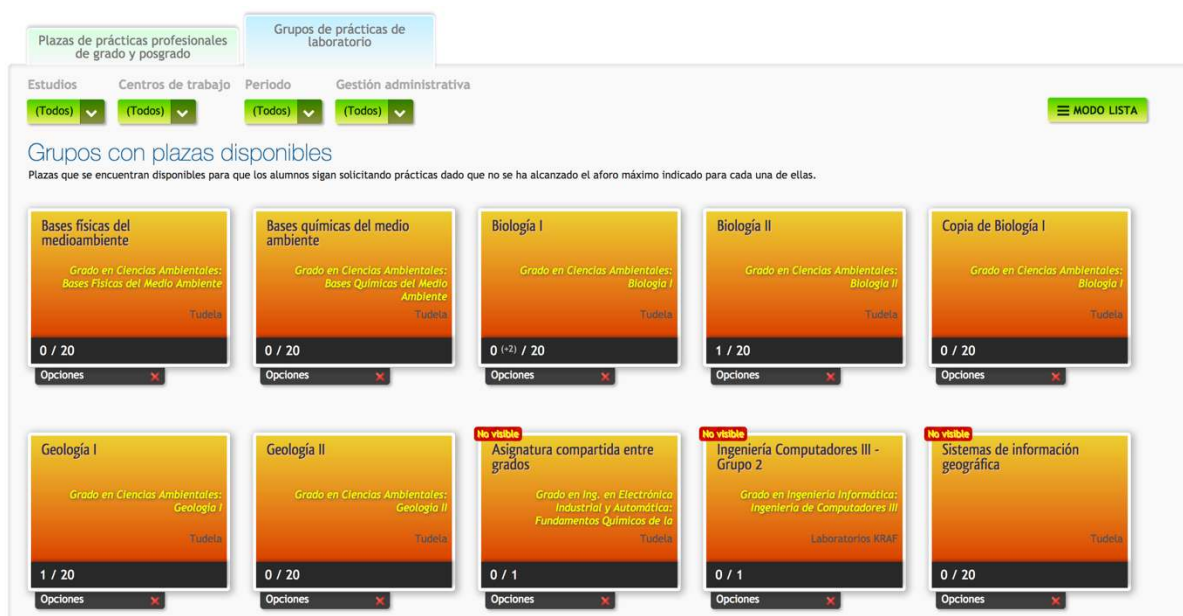 Plazas de prácticas profesionales
de grado y posgrado
Grupos de prácticas de
laboratorio
Estudios Centros de trabajo Periodo Gestión administrativa
(Todos) (Todos) (Todos) (Todos) MODO LISTA
Grupos con plazas disponibles
Plazas que se encuentran disponibles para que los alumnos sigan solicitando prácticas dado que no se ha alcanzado el aforo máximo indicado para cada una de ellas.
Bases físicas del
medioambiente
Grado en Ciencias Ambientales:
Bases Físicas del Medio Ambiente
Tudela
0 / 20
Opciones
Bases químicas del medio
ambiente
Grado en Ciencias Ambientales:
Bases Químicas del Medio
Ambiente
Tudela
0 / 20
Opciones
Biología I
Grado en Ciencias Ambientales:
Biología I
Tudela
0 (+2) / 20
Opciones
Biología II
Grado en Ciencias Ambientales:
Biología II
Tudela
1 / 20
Opciones
Copia de Biología I
Grado en Ciencias Ambientales:
Biología I
Tudela
0 / 20
Opciones
Geología I
Grado en Ciencias Ambientales:
Geología I
Tudela
1 / 20
Opciones
Geología II
Grado en Ciencias Ambientales:
Geología II
Tudela
0 / 20
Opciones
No visible
Asignatura compartida entre
grados
Grado en Ing. en Electrónica
Industrial y Automática:
Fundamentos Químicos de la
Tudela
0 / 1
Opciones
No visible
Ingeniería Computadores III -
Grupo 2
Grado en Ingeniería Informática:
Ingeniería de Computadores III
Laboratorios KRAF
0 / 1
Opciones
No visible
Sistemas de información
geográfica
Tudela
0 / 20
Opciones